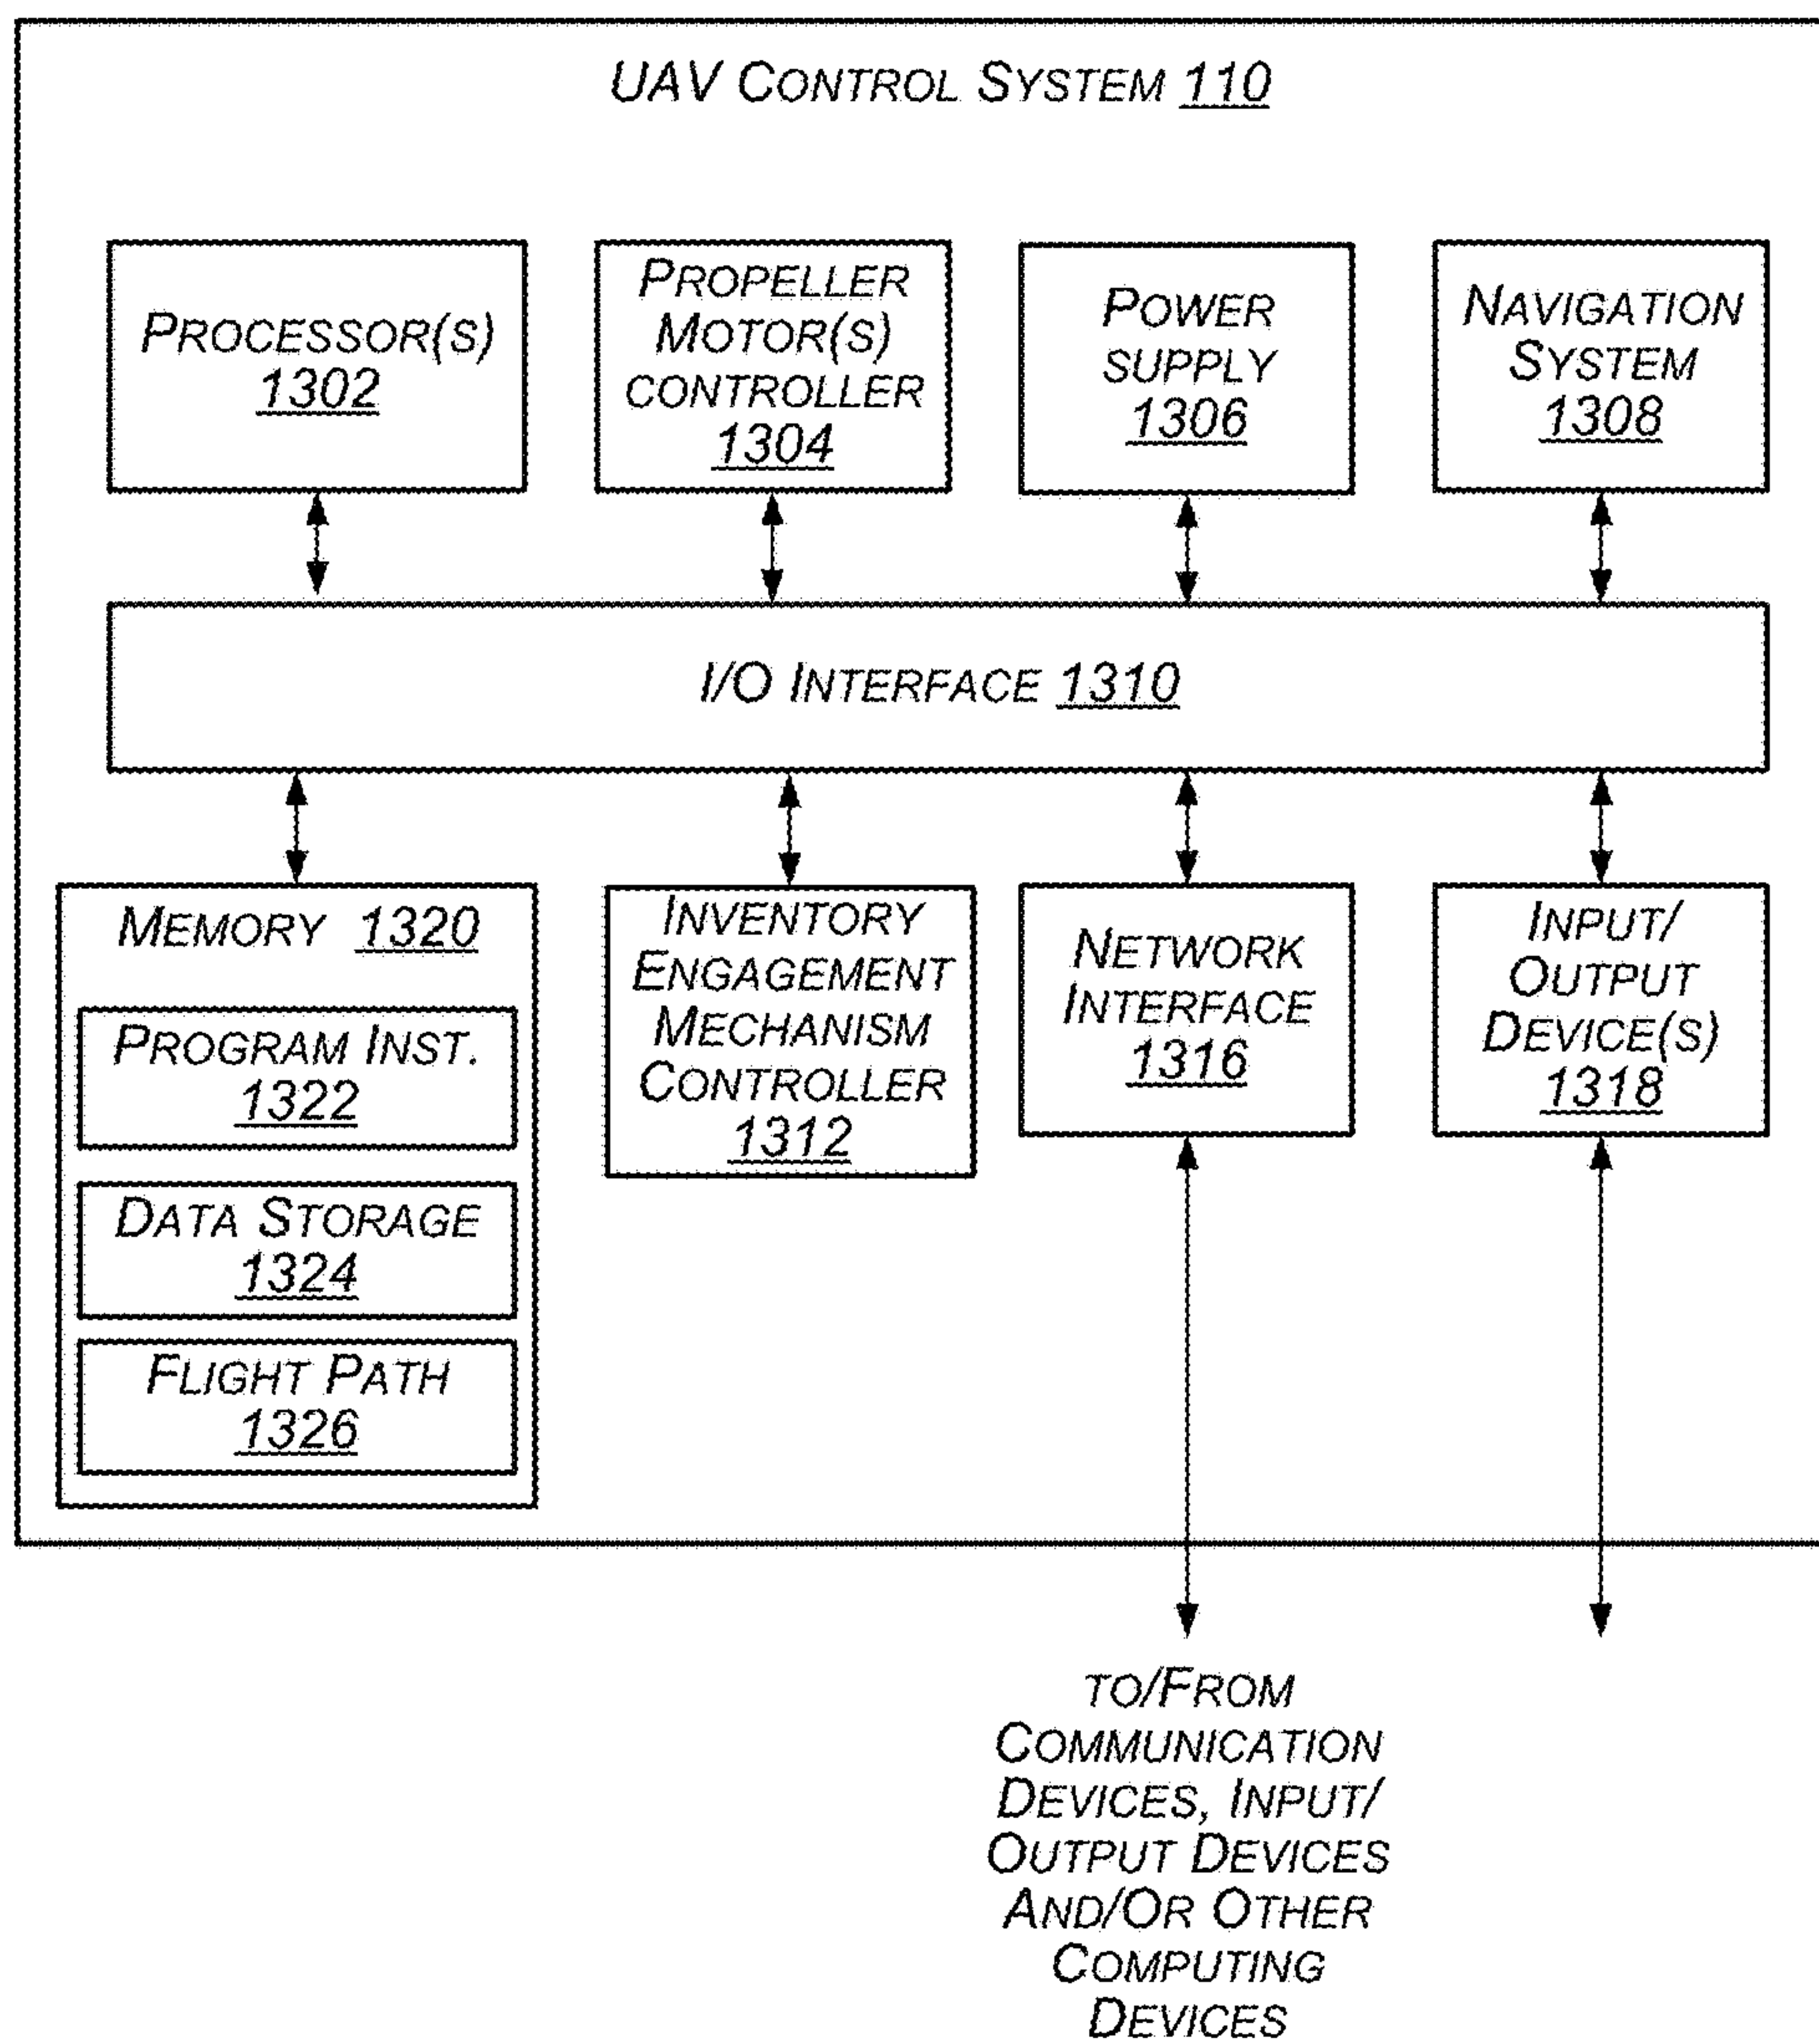 UAV CONTROL SYSTEM 110
PROCESSOR(S)
1302
PROPELLER
MOTOR(S)
CONTROLLER
1304
POWER
SUPPLY
1306
NAVIGATION
SYSTEM
1308
I/O INTERFACE 1310
MEMORY 1320
PROGRAM INST.
1322
DATA STORAGE
1324
FLIGHT PATH
1326
INVENTORY
ENGAGEMENT
MECHANISM
CONTROLLER
1312
NETWORK
INTERFACE
1316
INPUT/
OUTPUT
DEVICE(S)
1318
TO/FROM
COMMUNICATION
DEVICES, INPUT/
OUTPUT DEVICES
AND/OR OTHER
COMPUTING
DEVICES